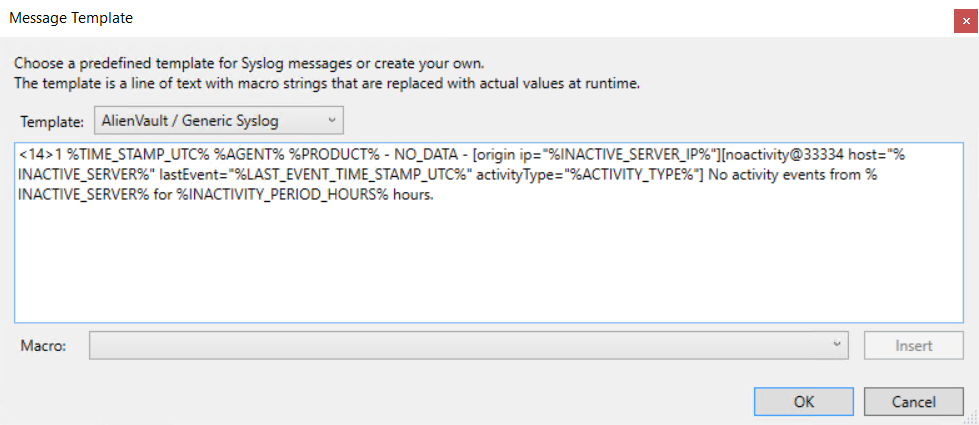 Message Template
Choose a predefined template for Syslog messages or create your own.
The template is a line of text with macro strings that are replaced with actual values at runtime.
Template: AlienVault / Generic Syslog
<14>1 %TIME_STAMP_UTC% %AGENT% %PRODUCT% - NO_DATA - [origin ip="%INACTIVE_SERVER_IP%"][noactivity@33334 host="%
INACTIVE_SERVER%" lastEvent="%LAST_EVENT_TIME_STAMP_UTC%" activityType="%ACTIVITY_TYPE%"] No activity events from %
INACTIVE_SERVER% for %INACTIVITY_PERIOD_HOURS% hours.
Macro: Insert
OK Cancel